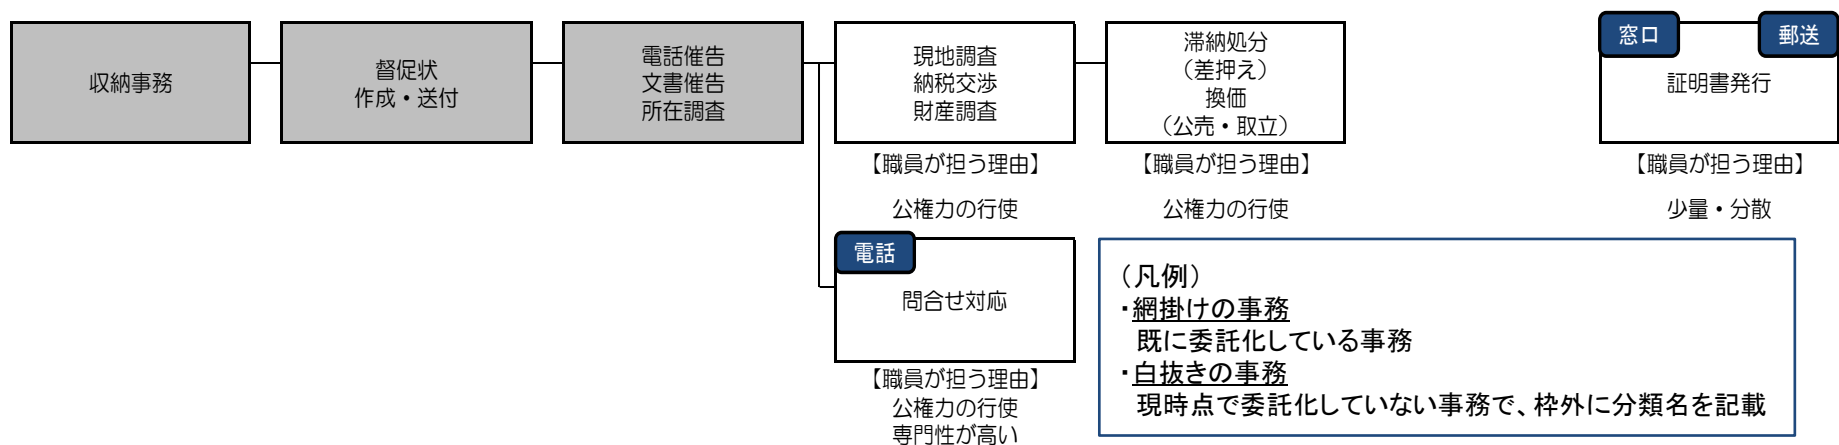 収納事務
督促状
作成・送付
電話催告
文書催告
所在調査
現地調査
納税交渉
財産調査
【職員が担う理由】
公権力の行使
滞納処分
（差押え）
換価
（公売・取立）
【職員が担う理由】
公権力の行使
窓口
郵送
証明書発行
【職員が担う理由】
少量・分散
電話
問合せ対応
【職員が担う理由】
公権力の行使
専門性が高い
（凡例）
・網掛けの事務
既に委託化している事務
・白抜きの事務
現時点で委託化していない事務で、枠外に分類名を記載